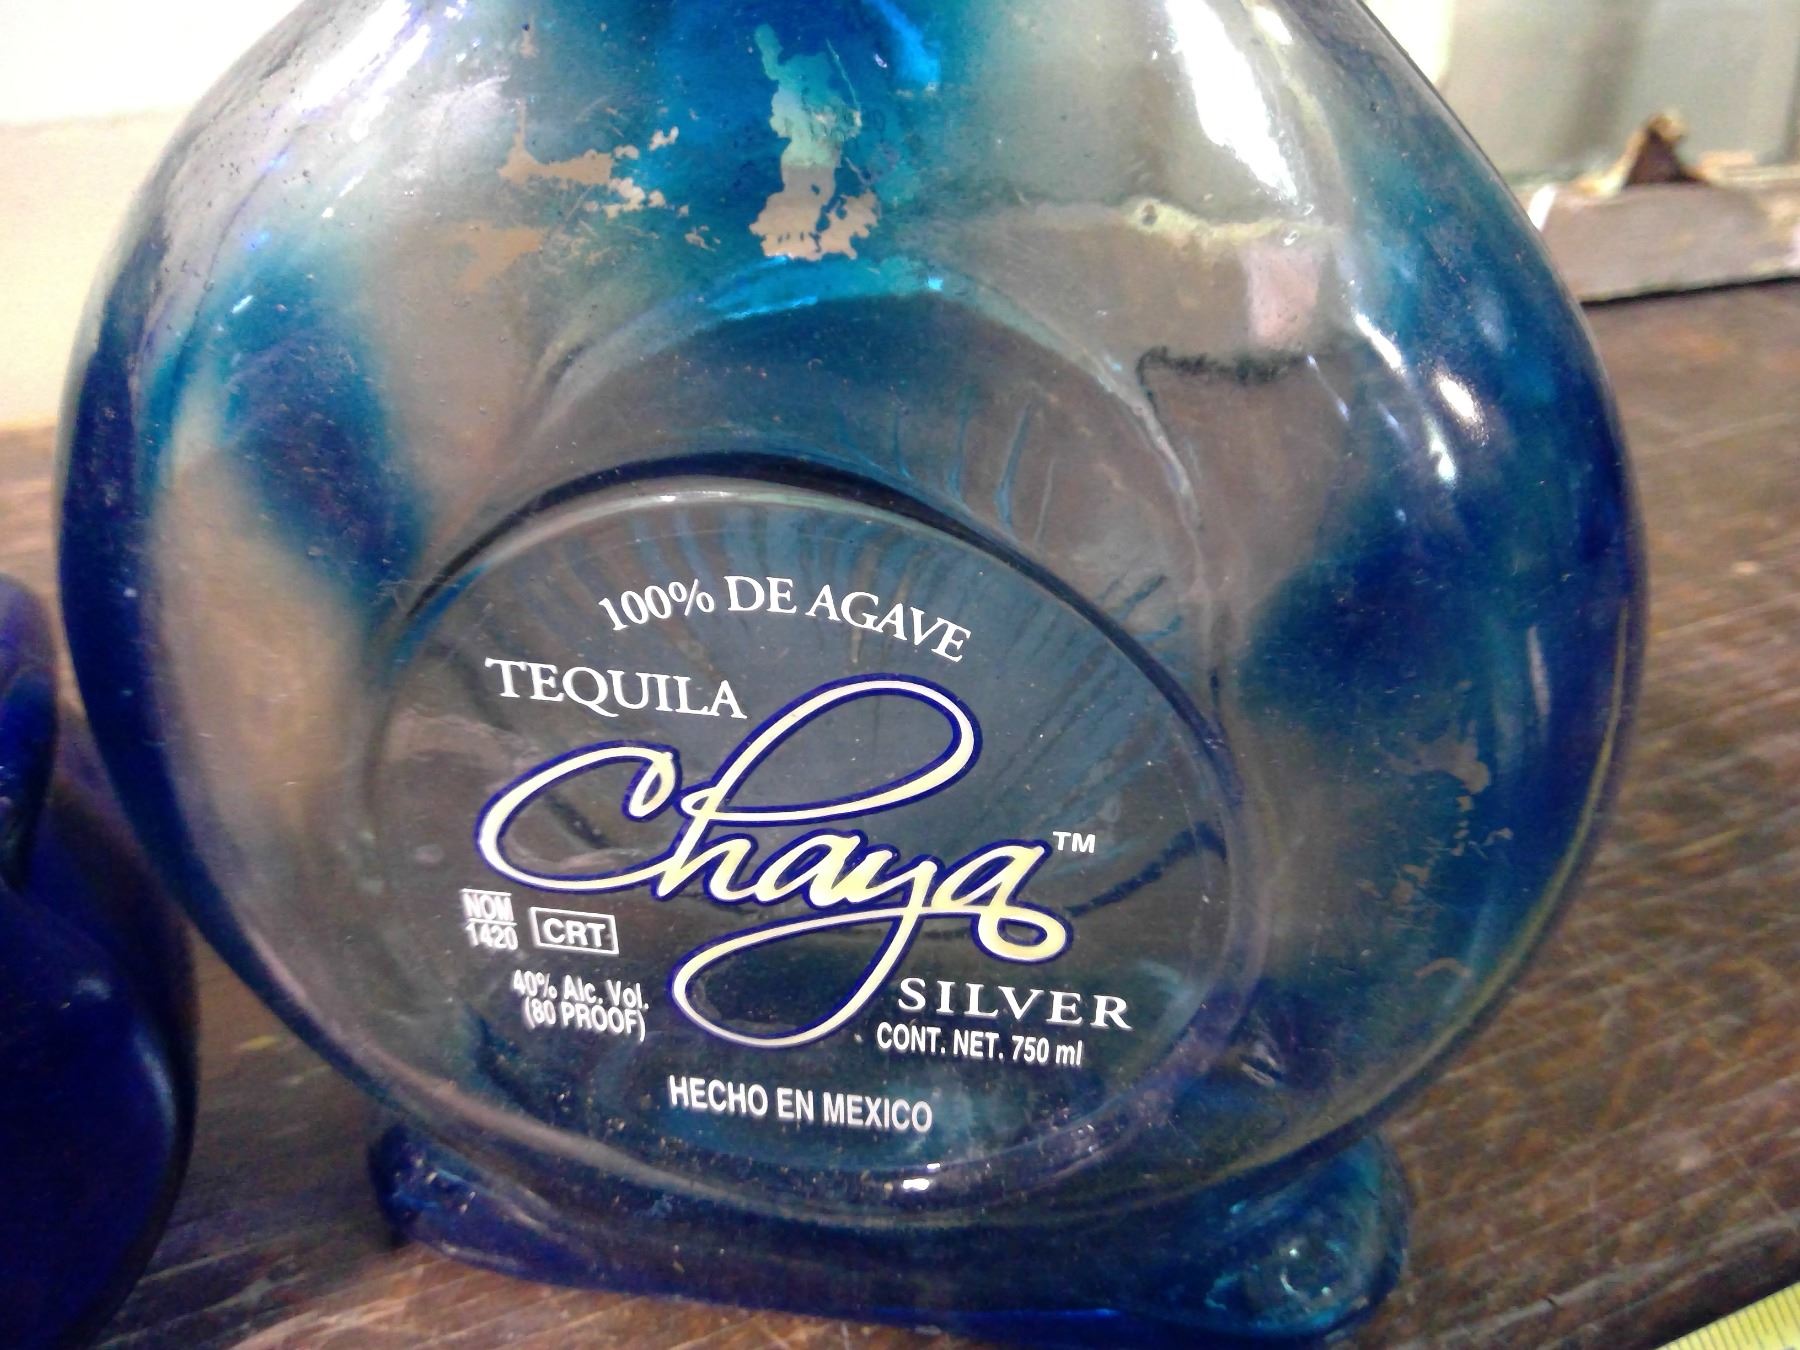 100% DE AGAVE
TEQUILA
Chaya™
NOM
1420
CRT
40% Alc. Vol.
(80 PROOF)
SILVER
CONT. NET. 750 ml
HECHO EN MEXICO